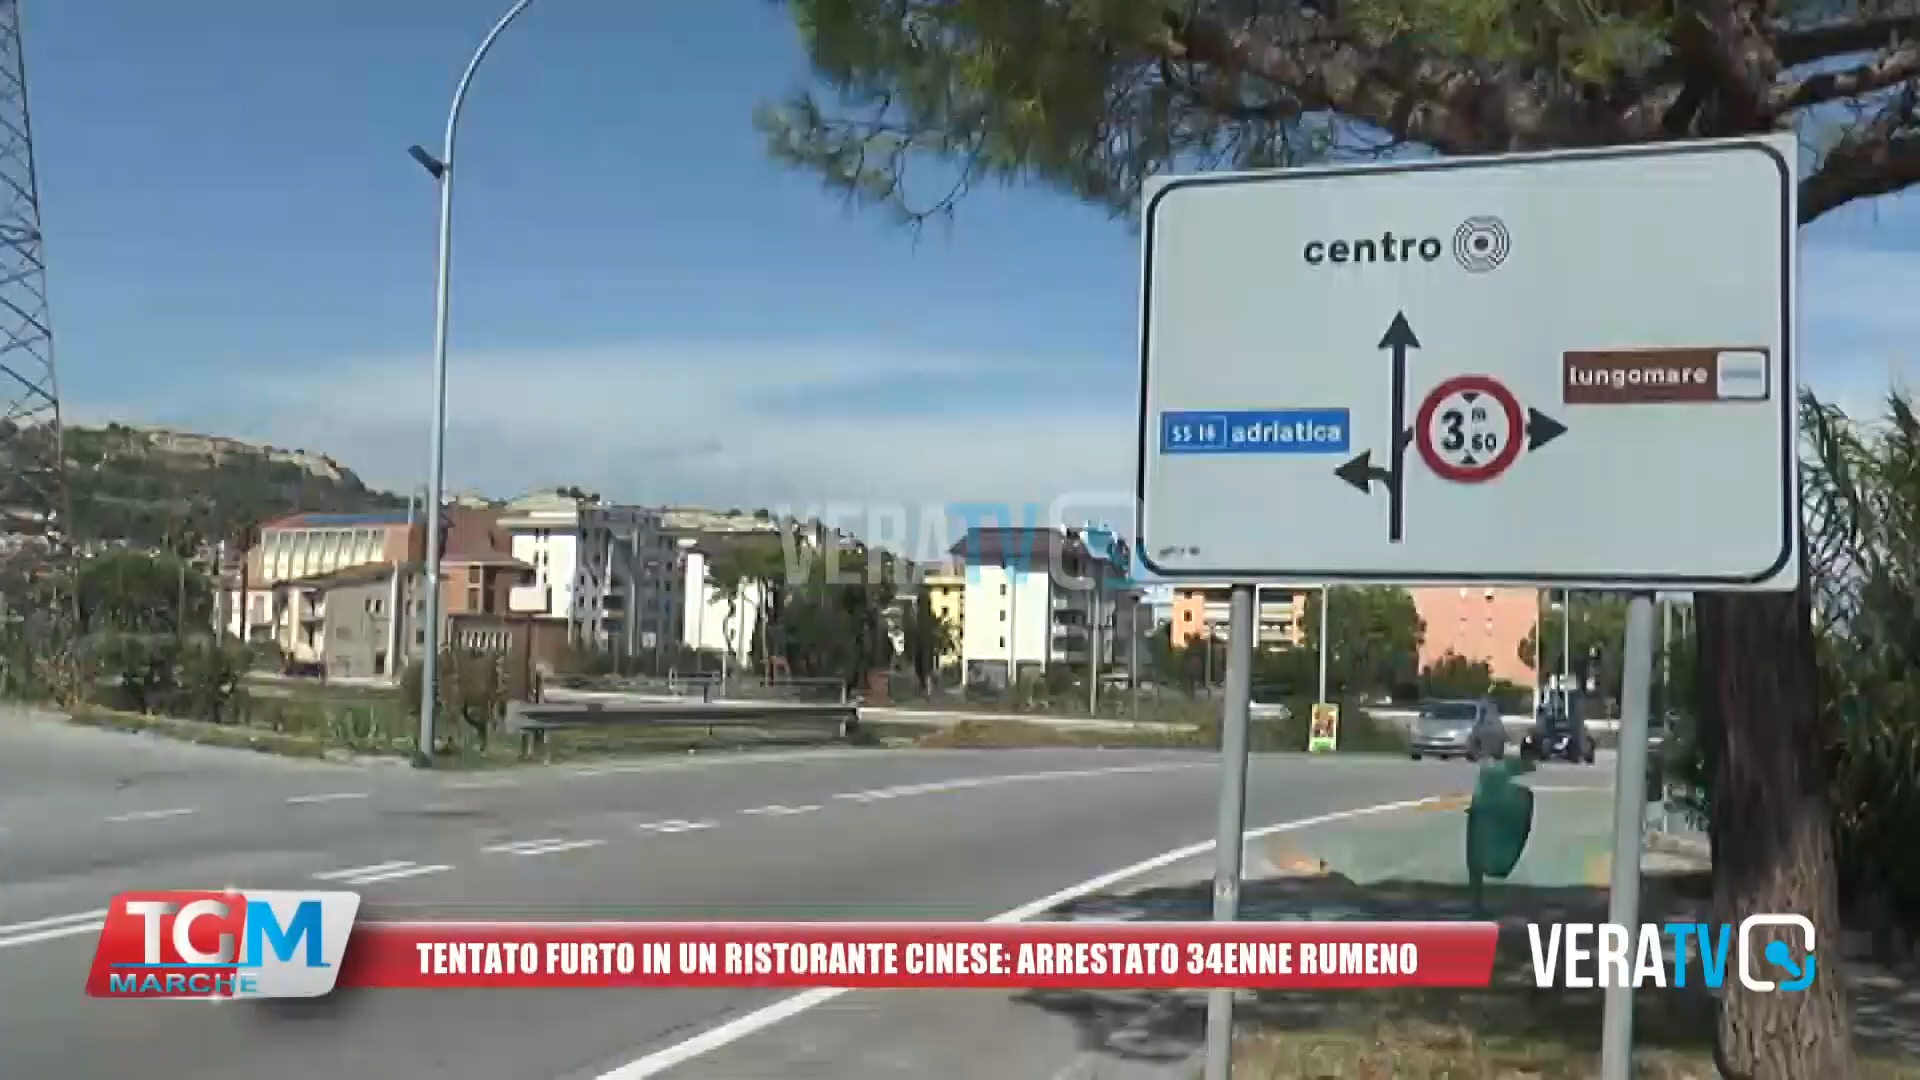 centro
lungomare
SS 16 adriatica
3 m 60
VERATV
TGM
MARCHE
TENTATO FURTO IN UN RISTORANTE CINESE: ARRESTATO 34ENNE RUMENO
VERATV